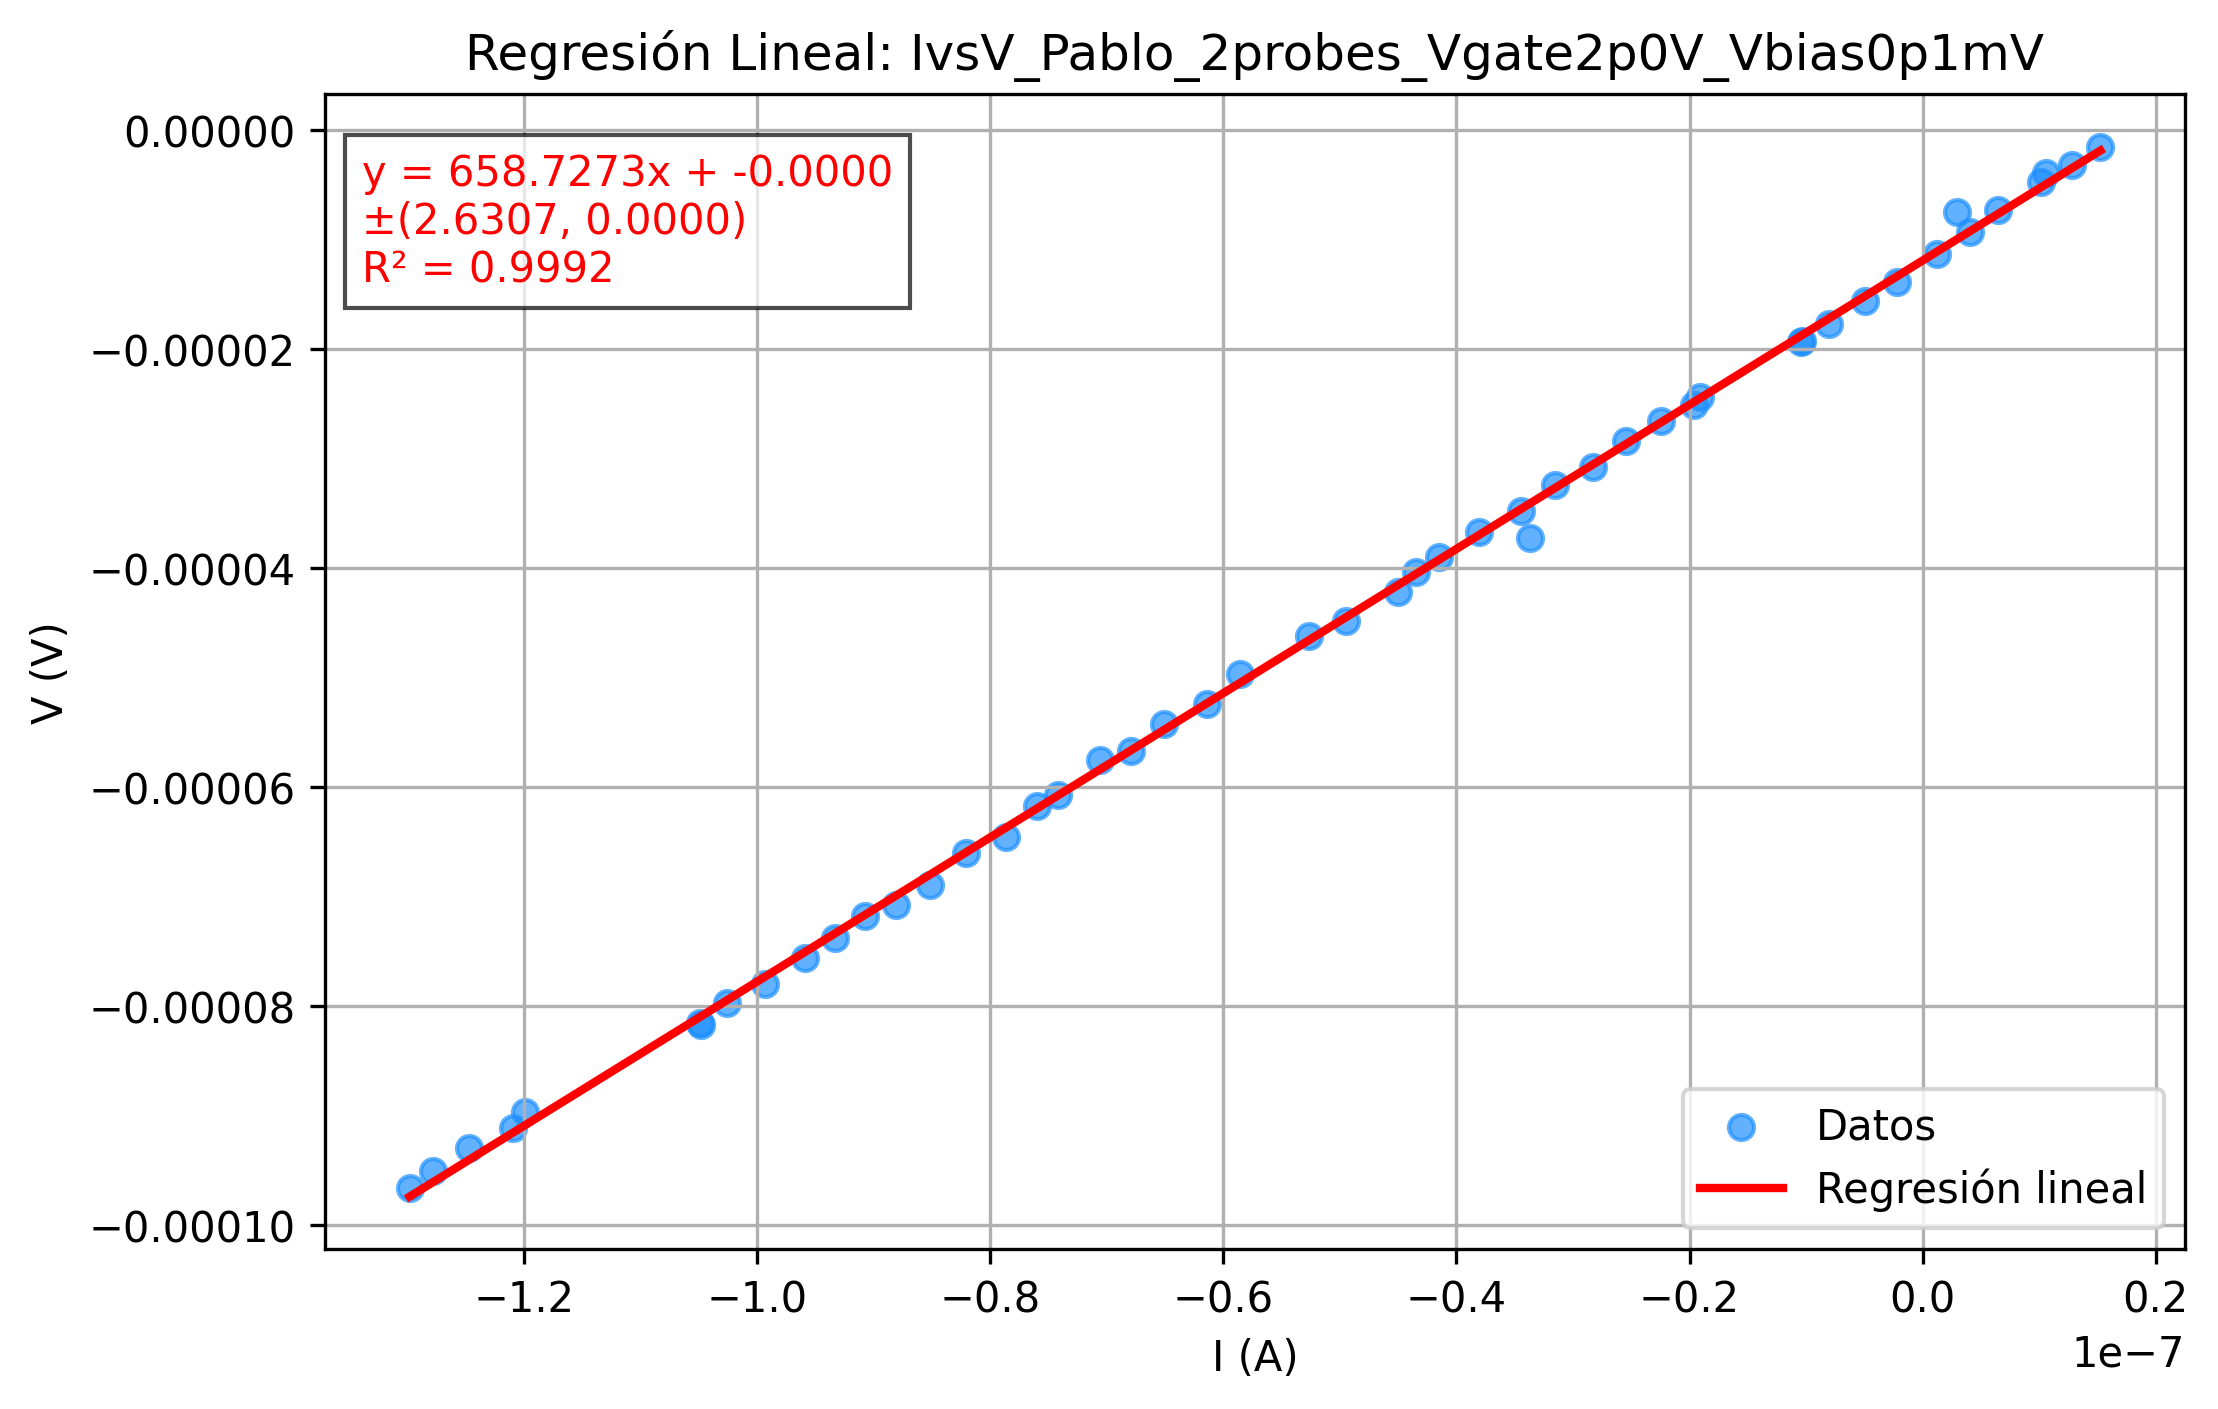 Regresión Lineal: IvsV_Pablo_2probes_Vgate2p0V_Vbias0p1mV
y = 658.7273x + -0.0000
±(2.6307, 0.0000)
R² = 0.9992
0.00000
−0.00002
−0.00004
−0.00006
−0.00008
−0.00010
V (V)
Datos
Regresión lineal
−1.2 −1.0 −0.8 −0.6 −0.4 −0.2 0.0 0.2
1e−7
I (A)